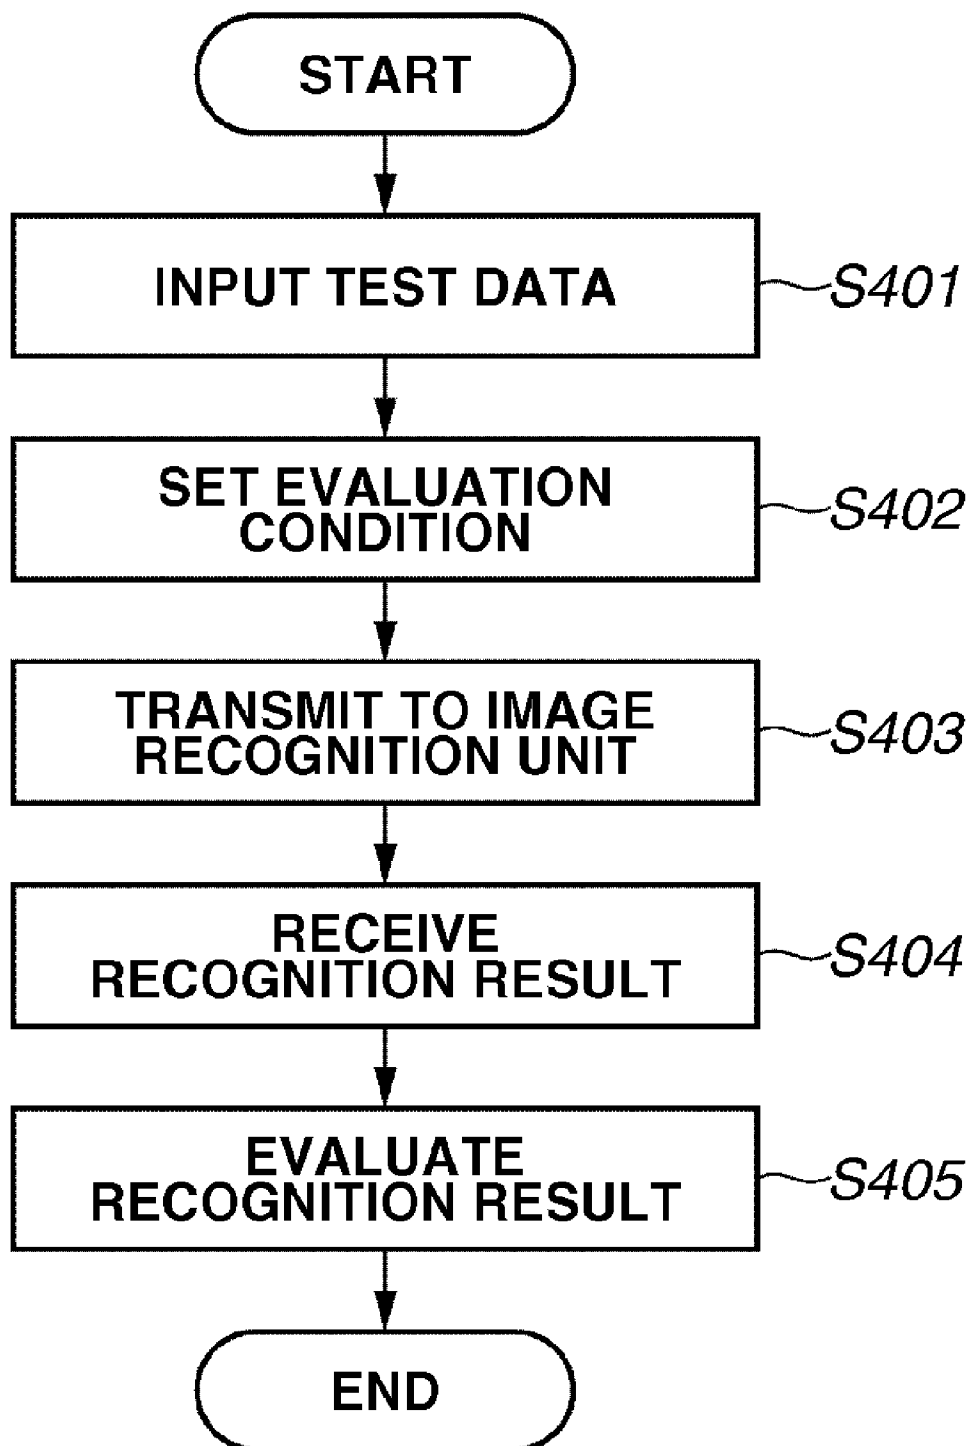 START
INPUT TEST DATA
S401
SET EVALUATION
CONDITION
S402
TRANSMIT TO IMAGE
RECOGNITION UNIT
S403
RECEIVE
RECOGNITION RESULT
S404
EVALUATE
RECOGNITION RESULT
S405
END